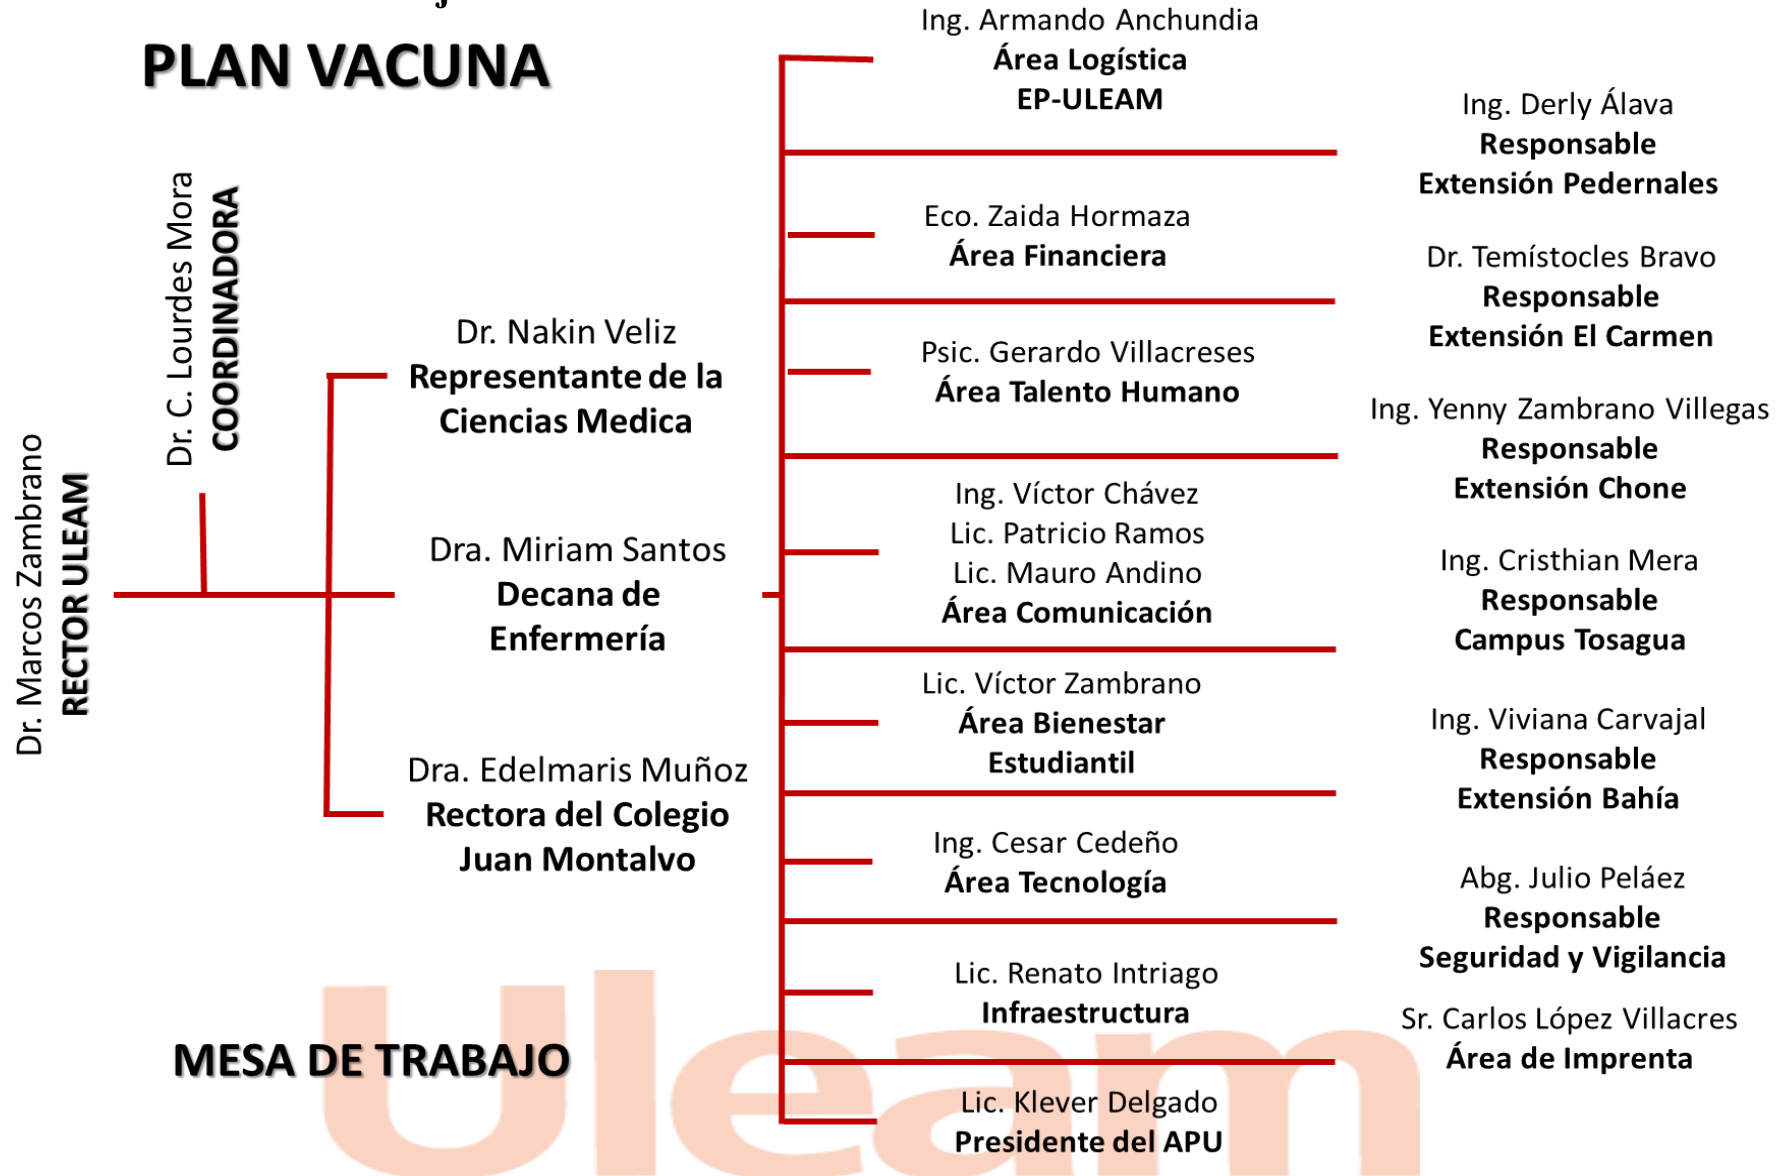 PLAN VACUNA
Dr. Marcos Zambrano
RECTOR ULEAM
Dr. C. Lourdes Mora
COORDINADORA
Dr. Nakin Veliz
Representante de la
Ciencias Medica
Dra. Miriam Santos
Decana de
Enfermería
Dra. Edelmaris Muñoz
Rectora del Colegio
Juan Montalvo
Ing. Armando Anchundia
Área Logística
EP-ULEAM
Eco. Zaida Hormaza
Área Financiera
Psic. Gerardo Villacreses
Área Talento Humano
Ing. Víctor Chávez
Lic. Patricio Ramos
Lic. Mauro Andino
Área Comunicación
Lic. Víctor Zambrano
Área Bienestar
Estudiantil
Ing. Cesar Cedeño
Área Tecnología
Lic. Renato Intriago
Infraestructura
Lic. Klever Delgado
Presidente del APU
Ing. Derly Álava
Responsable
Extensión Pedernales
Dr. Temístocles Bravo
Responsable
Extensión El Carmen
Ing. Yenny Zambrano Villegas
Responsable
Extensión Chone
Ing. Cristhian Mera
Responsable
Campus Tosagua
Ing. Viviana Carvajal
Responsable
Extensión Bahía
Abg. Julio Peláez
Responsable
Seguridad y Vigilancia
Sr. Carlos López Villacres
Área de Imprenta
MESA DE TRABAJO
Uleam